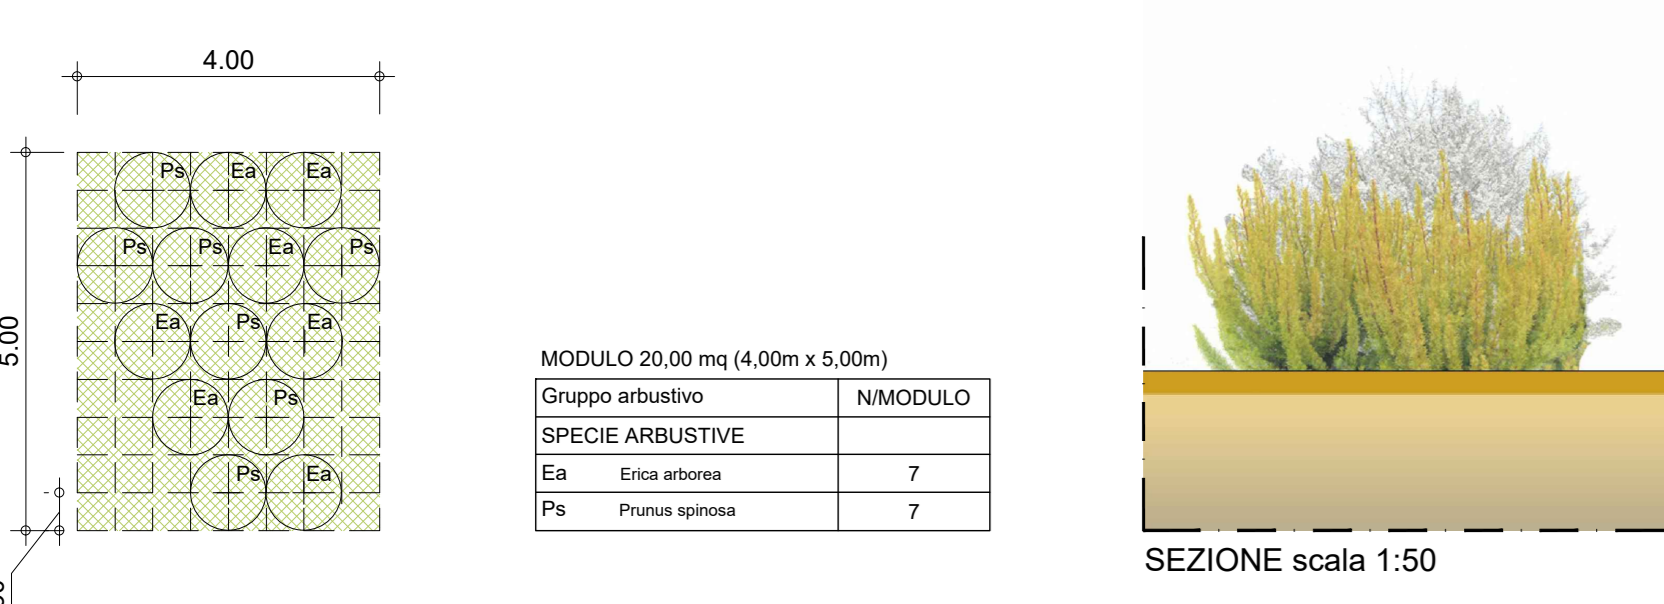 4.00
Ps Ea Ea
Ps Ps Ea Ps
Ea Ps Ea
Ea Ps
Ps Ea
5.00
MODULO 20,00 mq (4,00m x 5,00m)
Gruppo arbustivo N/MODULO
SPECIE ARBUSTIVE
Ea Erica arborea 7
Ps Prunus spinosa 7
SEZIONE scala 1:50